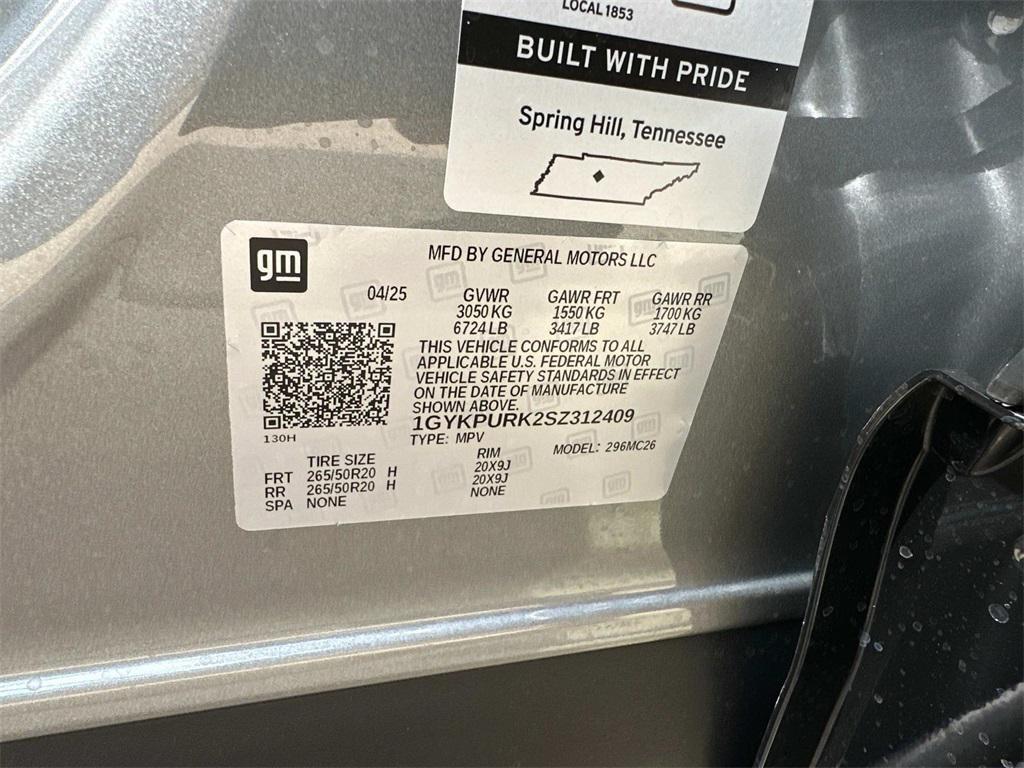 LOCAL 1853
BUILT WITH PRIDE
Spring Hill, Tennessee
gm
MFD BY GENERAL MOTORS LLC
04/25
GVWR GAWR FRT GAWR RR
3050 KG 1550 KG 1700 KG
6724 LB 3417 LB 3747 LB
THIS VEHICLE CONFORMS TO ALL
APPLICABLE U.S. FEDERAL MOTOR
VEHICLE SAFETY STANDARDS IN EFFECT
ON THE DATE OF MANUFACTURE
SHOWN ABOVE.
1GYKPURK2SZ312409
TYPE: MPV MODEL: 296MC26
130H
TIRE SIZE RIM
FRT 265/50R20 H 20X9J
RR 265/50R20 H 20X9J
SPA NONE NONE